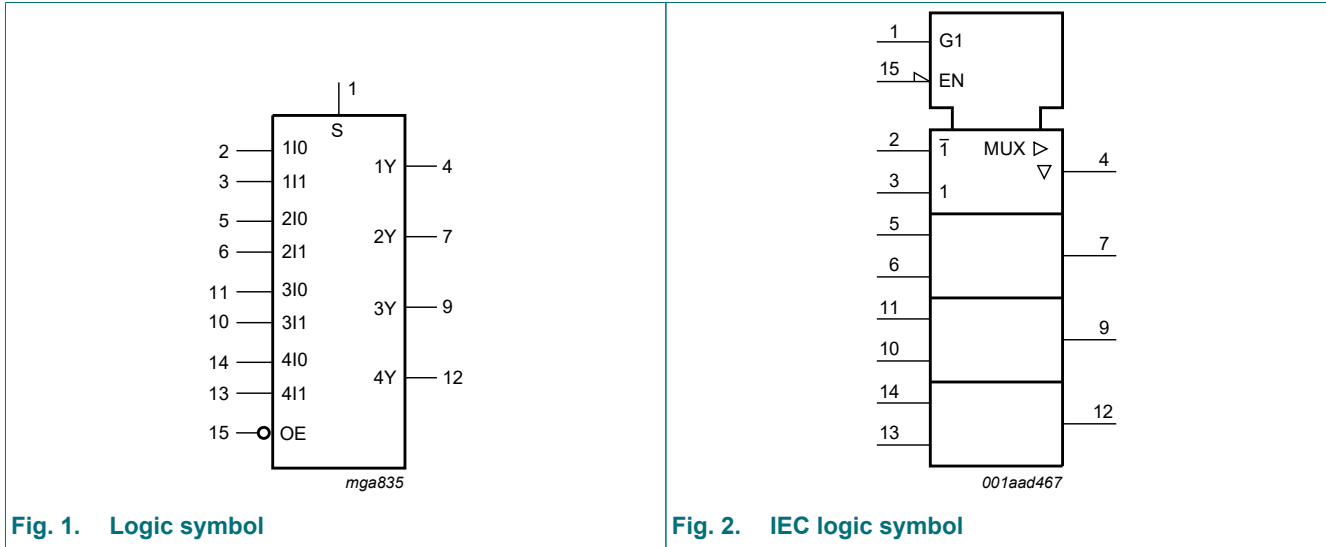 1
S
2 1I0
1Y 4
3 1I1
5 2I0
2Y 7
6 2I1
11 3I0
3Y 9
10 3I1
14 4I0
4Y 12
13 4I1
15 OE
mga835
Fig. 1. Logic symbol
1 G1
15 EN
2 1̅ MUX
4
3 1
5
7
6
11
9
10
14
12
13
001aad467
Fig. 2. IEC logic symbol